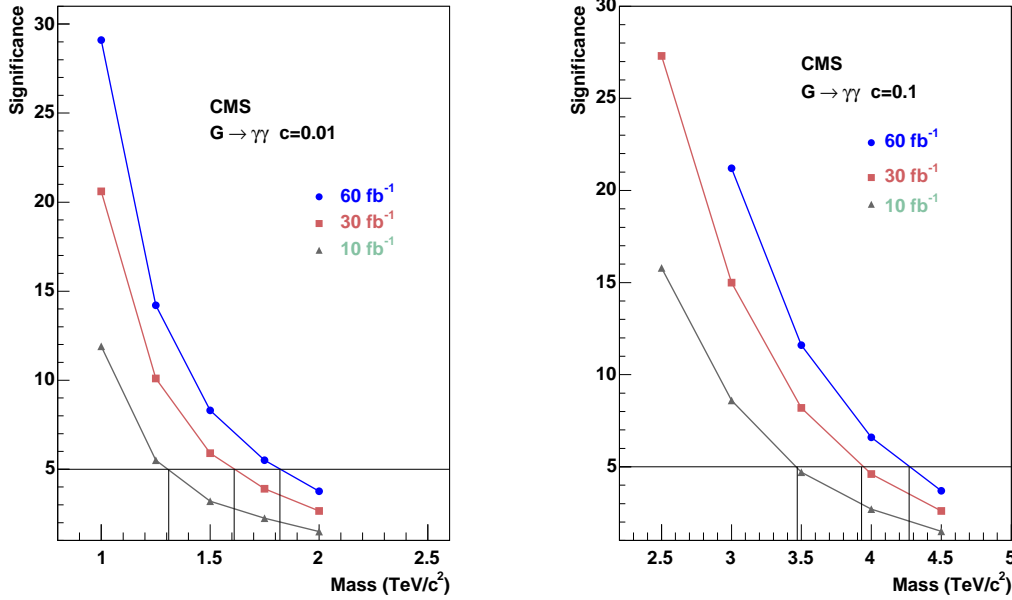 Significance
30
25
20
15
10
5
CMS
G → γγ c=0.01
60 fb⁻¹
30 fb⁻¹
10 fb⁻¹
1 1.5 2 2.5
Mass (TeV/c²)
Significance
30
25
20
15
10
5
CMS
G → γγ c=0.1
60 fb⁻¹
30 fb⁻¹
10 fb⁻¹
2.5 3 3.5 4 4.5 5
Mass (TeV/c²)